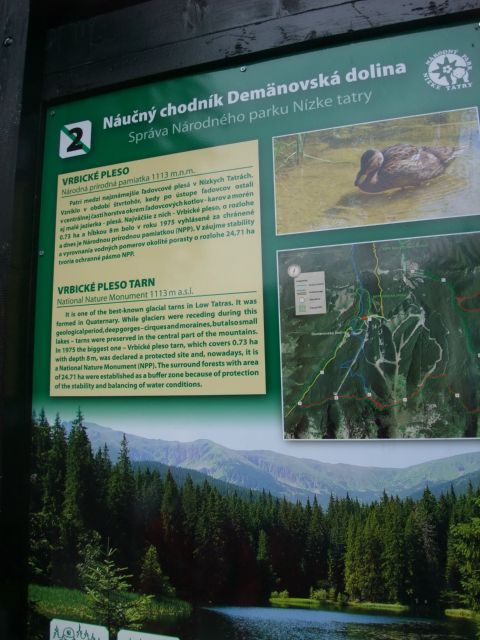 NÁRODNÝ PARK
NÍZKE TATRY
2
Náučný chodník Demänovská dolina
Správa Národného parku Nízke tatry
VRBICKÉ PLESO
Národná prírodná pamiatka 1113 m.n.m.
Patrí medzi najznámejšie ľadovcové plesá v Nízkych Tatrách.
Vzniklo v období štvrtohôr, kedy po ústupe ľadovcov ostali
v centrálnej časti horstva okrem ľadovcových kotlov - karov a morén
ej malé jazierka - plesá. Najväčšie z nich - Vrbické pleso, o rozlohe
0,73 ha a hĺbkou 8 m bolo v roku 1975 vyhlásené za chránené
a dnes je Národnou prírodnou pamiatkou (NPP). V záujme stability
a vyrovnania vodných pomerov okolité porasty o rozlohe 24,71 ha
tvoria ochranné pásmo NPP.
VRBICKÉ PLESO TARN
National Nature Monument 1113 m a.s.l.
It is one of the best-known glacial tarns in Low Tatras. It was
formed in Quaternary. While glaciers were receding during this
geological period, deep gorges – cirques and moraines, but also small
lakes – tarns were preserved in the central part of the mountains.
In 1975 the biggest one – Vrbické pleso tarn, which covers 0.73 ha
with depth 8 m, was declared a protected site and, nowadays, it is
a National Nature Monument (NPP). The surround forests with area
of 24,71 ha were established as a buffer zone because of protection
of the stability and balancing of water conditions.